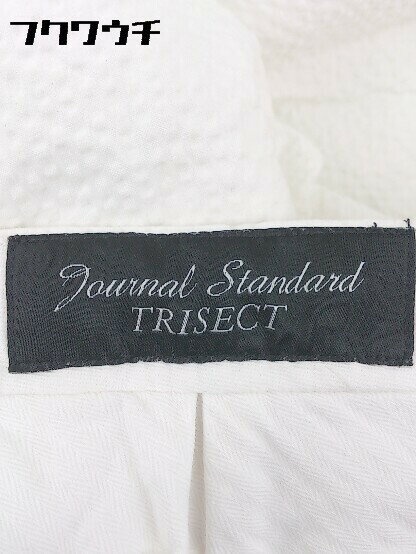 フクワウチ
Journal Standard
TRISECT